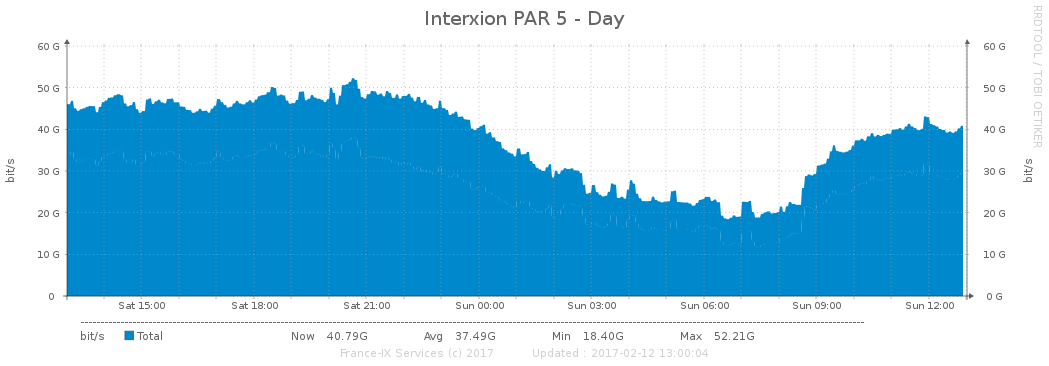 Interxion PAR 5 - Day
RRDTOOL / TOBI OETIKER
60 G 60 G
50 G 50 G
40 G 40 G
30 G 30 G
20 G 20 G
10 G 10 G
0 0 G
bit/s bit/s
Sat 15:00 Sat 18:00 Sat 21:00 Sun 00:00 Sun 03:00 Sun 06:00 Sun 09:00 Sun 12:00
bit/s Total Now 40.79G Avg 37.49G Min 18.40G Max 52.21G
France-IX Services (c) 2017 Updated : 2017-02-12 13:00:04